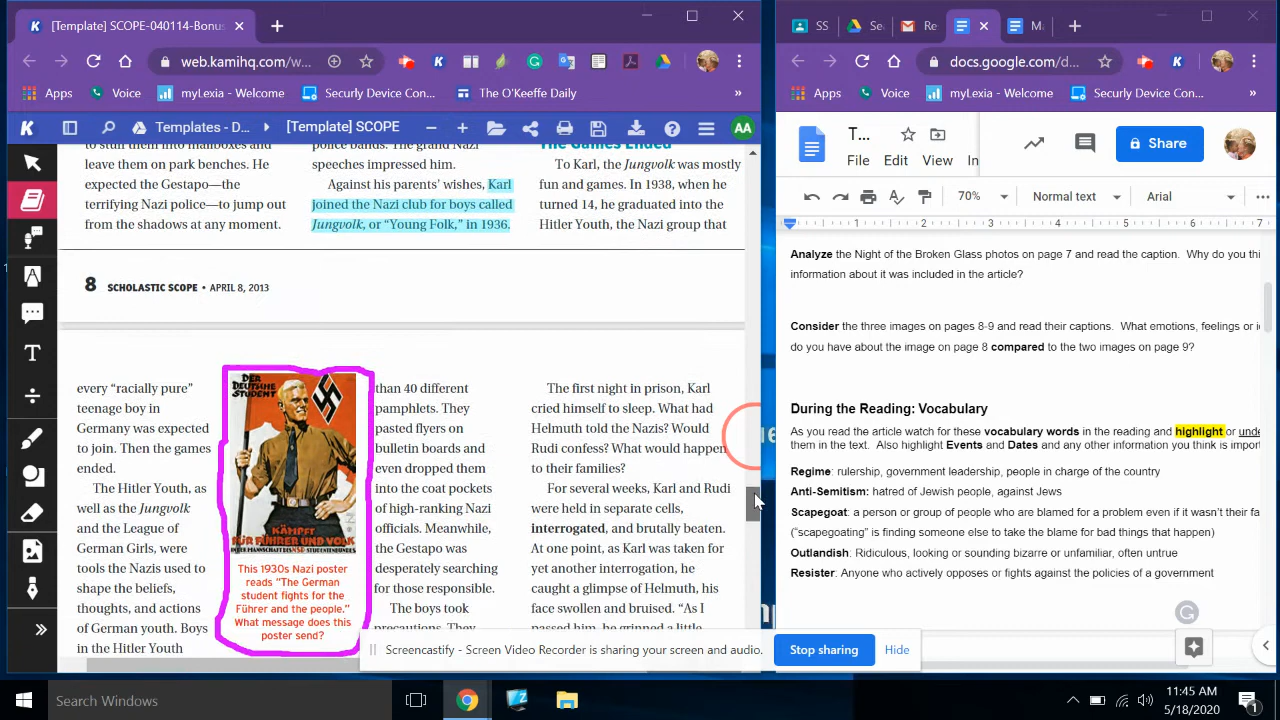 [Template] SCOPE-040114-Bonus
SS
Se
Re
M
web.kamihq.com/w...
docs.google.com/d...
Apps
Voice
myLexia - Welcome
Securly Device Con...
The O'Keeffe Daily
»
Apps
Voice
myLexia - Welcome
Securly Device Con...
»
K
Templates - D...
[Template] SCOPE
AA
T...
File
Edit
View
In
Share
70%
Normal text
Arial
1
2
3
4
5
6
7
to stuff them into mailboxes and
leave them on park benches. He
expected the Gestapo—the
terrifying Nazi police—to jump out
from the shadows at any moment.
police bands. The grand Nazi
speeches impressed him.
Against his parents' wishes, Karl
joined the Nazi club for boys called
Jungvolk, or “Young Folk,” in 1936.
The Games Ended
To Karl, the Jungvolk was mostly
fun and games. In 1938, when he
turned 14, he graduated into the
Hitler Youth, the Nazi group that
8 SCHOLASTIC SCOPE • APRIL 8, 2013
every “racially pure”
teenage boy in
Germany was expected
to join. Then the games
ended.
The Hitler Youth, as
well as the Jungvolk
and the League of
German Girls, were
tools the Nazis used to
shape the beliefs,
thoughts, and actions
of German youth. Boys
in the Hitler Youth
DER
DEUTSCHE
STUDENT
KÄMPFT
FÜR FÜHRER UND VOLK
IN DER MANNSCHAFT DES NSD STUDENTENBUNDES
This 1930s Nazi poster
reads “The German
student fights for the
Führer and the people.”
What message does this
poster send?
than 40 different
pamphlets. They
pasted flyers on
bulletin boards and
even dropped them
into the coat pockets
of high-ranking Nazi
officials. Meanwhile,
the Gestapo was
desperately searching
for those responsible.
The boys took
precautions. They
The first night in prison, Karl
cried himself to sleep. What had
Helmuth told the Nazis? Would
Rudi confess? What would happen
to their families?
For several weeks, Karl and Rudi
were held in separate cells,
interrogated, and brutally beaten.
At one point, as Karl was taken for
yet another interrogation, he
caught a glimpse of Helmuth, his
face swollen and bruised. “As I
passed him, he grinned a little
Analyze the Night of the Broken Glass photos on page 7 and read the caption. Why do you thi
information about it was included in the article?
Consider the three images on pages 8-9 and read their captions. What emotions, feelings or i
do you have about the image on page 8 compared to the two images on page 9?
During the Reading: Vocabulary
As you read the article watch for these vocabulary words in the reading and highlight or unde
them in the text. Also highlight Events and Dates and any other information you think is import
Regime: rulership, government leadership, people in charge of the country
Anti-Semitism: hatred of Jewish people, against Jews
Scapegoat: a person or group of people who are blamed for a problem even if it wasn't their fa
(“scapegoating” is finding someone else to take the blame for bad things that happen)
Outlandish: Ridiculous, looking or sounding bizarre or unfamiliar, often untrue
Resister: Anyone who actively opposes or fights against the policies of a government
Screencastify - Screen Video Recorder is sharing your screen and audio.
Stop sharing
Hide
Search Windows
11:45 AM
5/18/2020
1